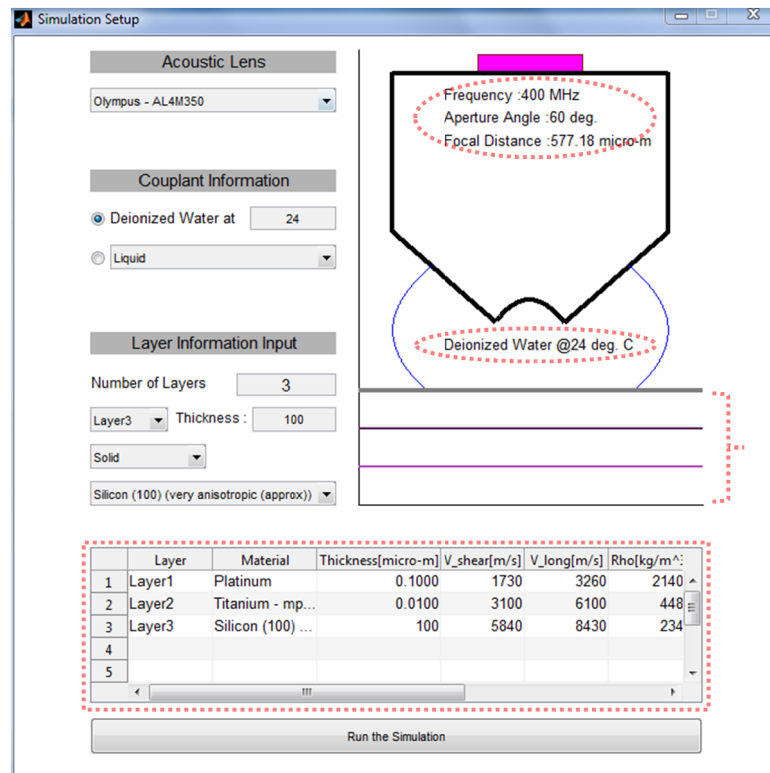 Simulation Setup
Acoustic Lens
Olympus - AL4M350
Frequency :400 MHz
Aperture Angle :60 deg.
Focal Distance :577.18 micro-m
Couplant Information
Deionized Water at 24
Liquid
Deionized Water @24 deg. C
Layer Information Input
Number of Layers 3
Layer3 Thickness : 100
Solid
Silicon (100) (very anisotropic (approx))
Layer Material Thickness[micro-m] V_shear[m/s] V_long[m/s] Rho[kg/m^3
1 Layer1 Platinum 0.1000 1730 3260 2140
2 Layer2 Titanium - mp... 0.0100 3100 6100 448
3 Layer3 Silicon (100) ... 100 5840 8430 234
4
5
Run the Simulation